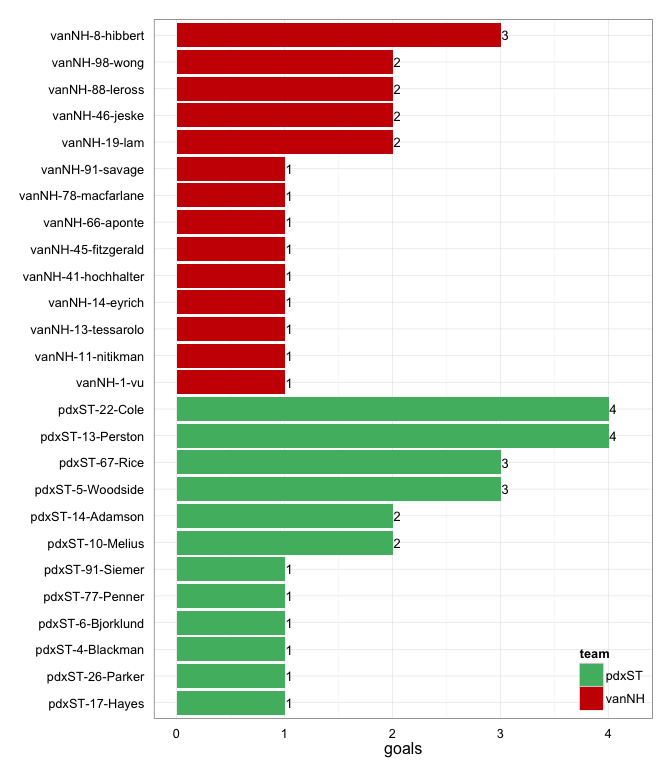 vanNH-8-hibbert 3
vanNH-98-wong 2
vanNH-88-leross 2
vanNH-46-jeske 2
vanNH-19-lam 2
vanNH-91-savage 1
vanNH-78-macfarlane 1
vanNH-66-aponte 1
vanNH-45-fitzgerald 1
vanNH-41-hochhalter 1
vanNH-14-eyrich 1
vanNH-13-tessarolo 1
vanNH-11-nitikman 1
vanNH-1-vu 1
pdxST-22-Cole 4
pdxST-13-Perston 4
pdxST-67-Rice 3
pdxST-5-Woodside 3
pdxST-14-Adamson 2
pdxST-10-Melius 2
pdxST-91-Siemer 1
pdxST-77-Penner 1
pdxST-6-Bjorklund 1
pdxST-4-Blackman 1
pdxST-26-Parker 1
pdxST-17-Hayes 1
team
pdxST
vanNH
0 1 2 3 4
goals